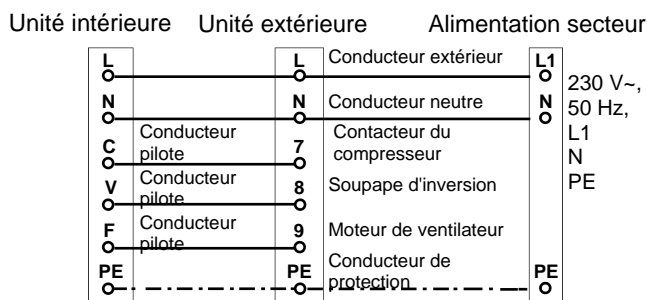 Unité intérieure Unité extérieure Alimentation secteur
L L Conducteur extérieur L1
230 V~,
N N Conducteur neutre N 50 Hz,
Conducteur Contacteur du L1
C pilote 7 compresseur N
Conducteur PE
V pilote 8 Soupape d'inversion
Conducteur
F pilote 9 Moteur de ventilateur
Conducteur de
PE PE protection PE